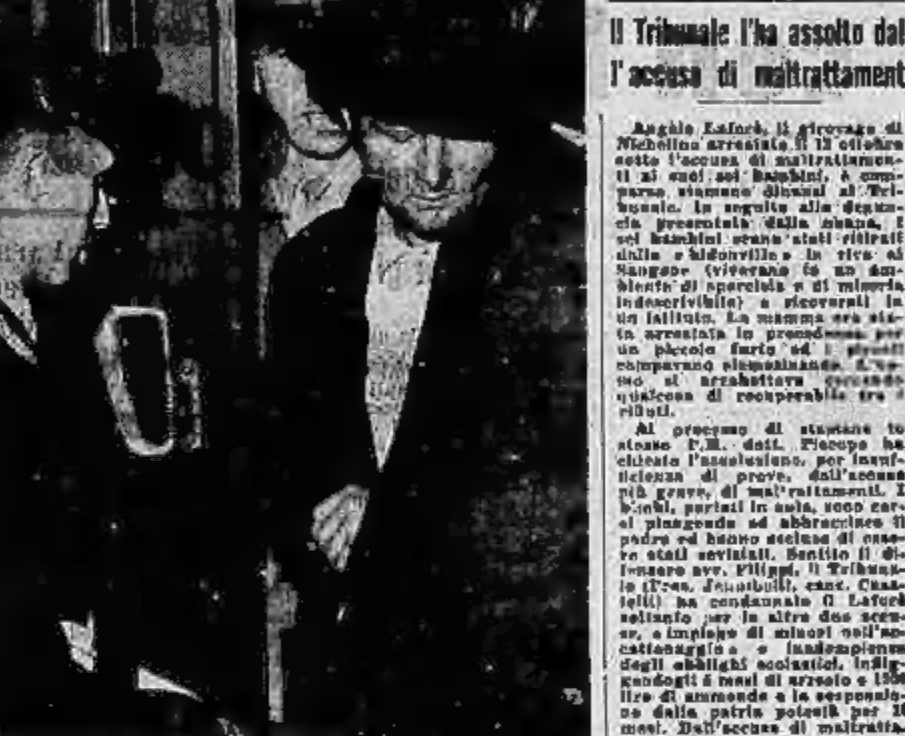 Il Tribunale l'ha assolto dal
l'accusa di maltrattament
Angelo Laforè, il girovago di
Nichelino arrestato il 12 ottobre
sotto l'accusa di maltrattamen-
ti ai suoi sei bambini, è com-
parso stamane dinanzi al Tri-
bunale. In seguito alla denun-
cia presentata dalla nonna, i
sei bambini erano stati ritirati
dalla « bidonville » in riva al
Sangone (vivevano in un am-
biente di sporcizia e di miseria
indescrivibile) e ricoverati in
un istituto. La mamma era sta-
ta arrestata in precedenza per
un piccolo furto ed i piccoli
campavano elemosinando. L'uo-
mo si arrabattava cercando
qualcosa di recuperabile tra i
rifiuti.
Al processo di stamane lo
stesso P.M. dott. Piscopo ha
chiesto l'assoluzione, per insuf-
ficienza di prove, dall'accusa
più grave, di maltrattamenti. I
bimbi, portati in aula, sono cor-
si piangendo ad abbracciare il
padre ed hanno escluso di esse-
re stati seviziati. Sentito il di-
fensore avv. Filippi, il Tribuna-
le (Pres. canc.
) ha condannato il Laforè
soltanto per le altre due accu-
se, « impiego di minori nell'ac-
cattonaggio » e inadempienza
degli obblighi scolastici, inflig-
gendogli 5 mesi di arresto e 1500
lire di ammenda e la sospensio-
ne dalla patria potestà per 10
mesi. Dall'accusa di maltratta-